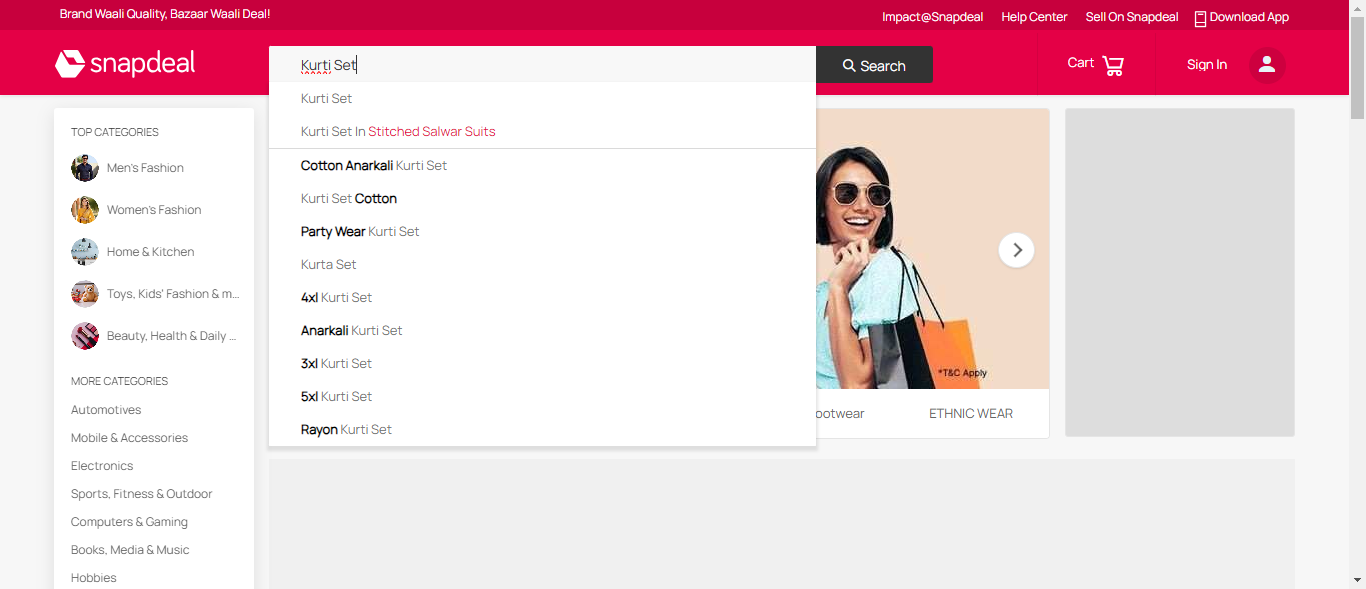 Brand Waali Quality, Bazaar Waali Deal!
Impact@Snapdeal Help Center Sell On Snapdeal Download App
snapdeal
Kurti Set
Search
Cart
Sign In
Kurti Set
Kurti Set In Stitched Salwar Suits
Cotton Anarkali Kurti Set
Kurti Set Cotton
Party Wear Kurti Set
Kurta Set
4xl Kurti Set
Anarkali Kurti Set
3xl Kurti Set
5xl Kurti Set
Rayon Kurti Set
TOP CATEGORIES
Men's Fashion
Women's Fashion
Home & Kitchen
Toys, Kids' Fashion & m...
Beauty, Health & Daily ...
MORE CATEGORIES
Automotives
Mobile & Accessories
Electronics
Sports, Fitness & Outdoor
Computers & Gaming
Books, Media & Music
Hobbies
*T&C Apply
ootwear
ETHNIC WEAR